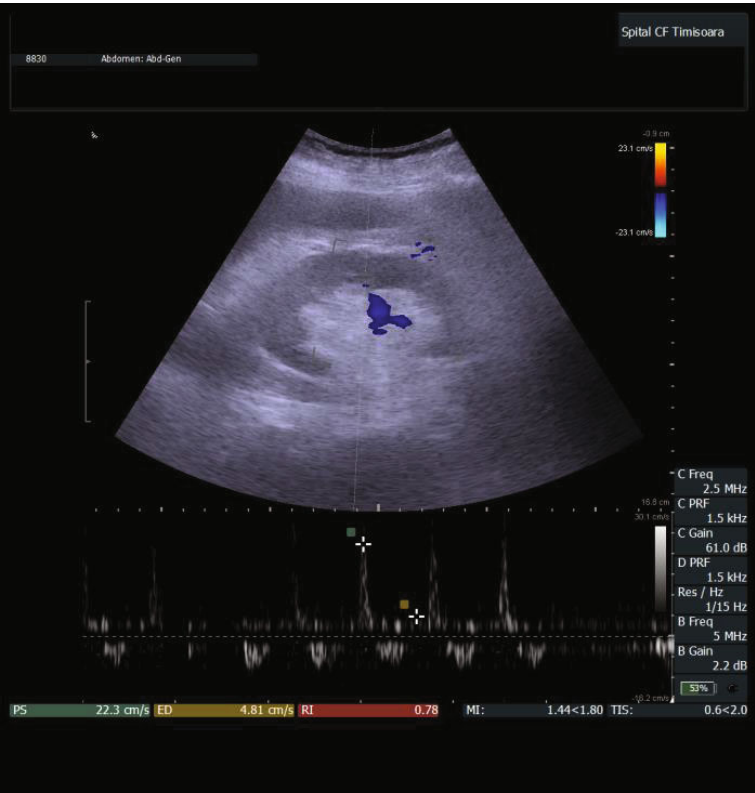 Spital CF Timisoara
8830 Abdomen: Abd-Gen
-0.9 cm
23.1 cm/s
-23.1 cm/s
16.8 cm
30.1 cm/s
-16.2 cm/s
C Freq
2.5 MHz
C PRF
1.5 kHz
C Gain
61.0 dB
D PRF
1.5 kHz
Res / Hz
1/15 Hz
B Freq
5 MHz
B Gain
2.2 dB
53%
PS 22.3 cm/s ED 4.81 cm/s RI 0.78 MI: 1.44<1.80 TIS: 0.6<2.0